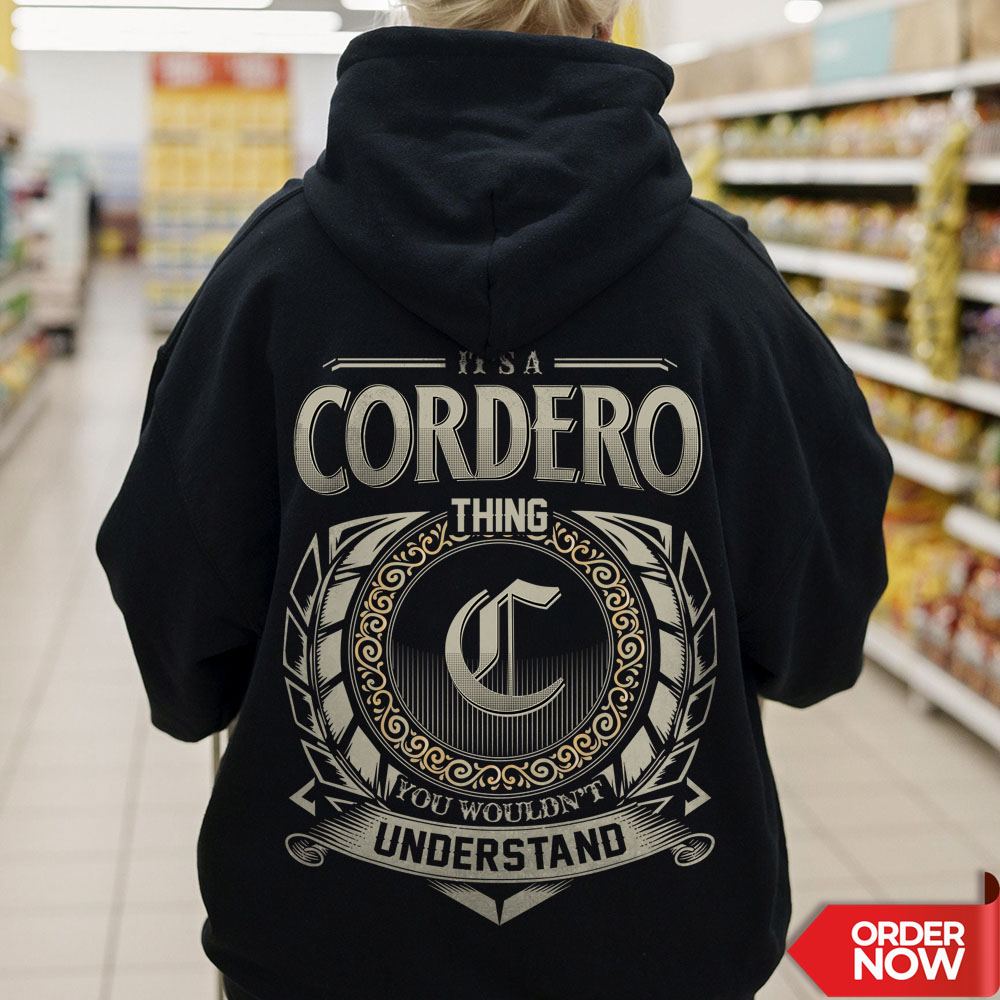 IT'S A
CORDERO
THING
C
YOU WOULDN'T
UNDERSTAND
ORDER
NOW